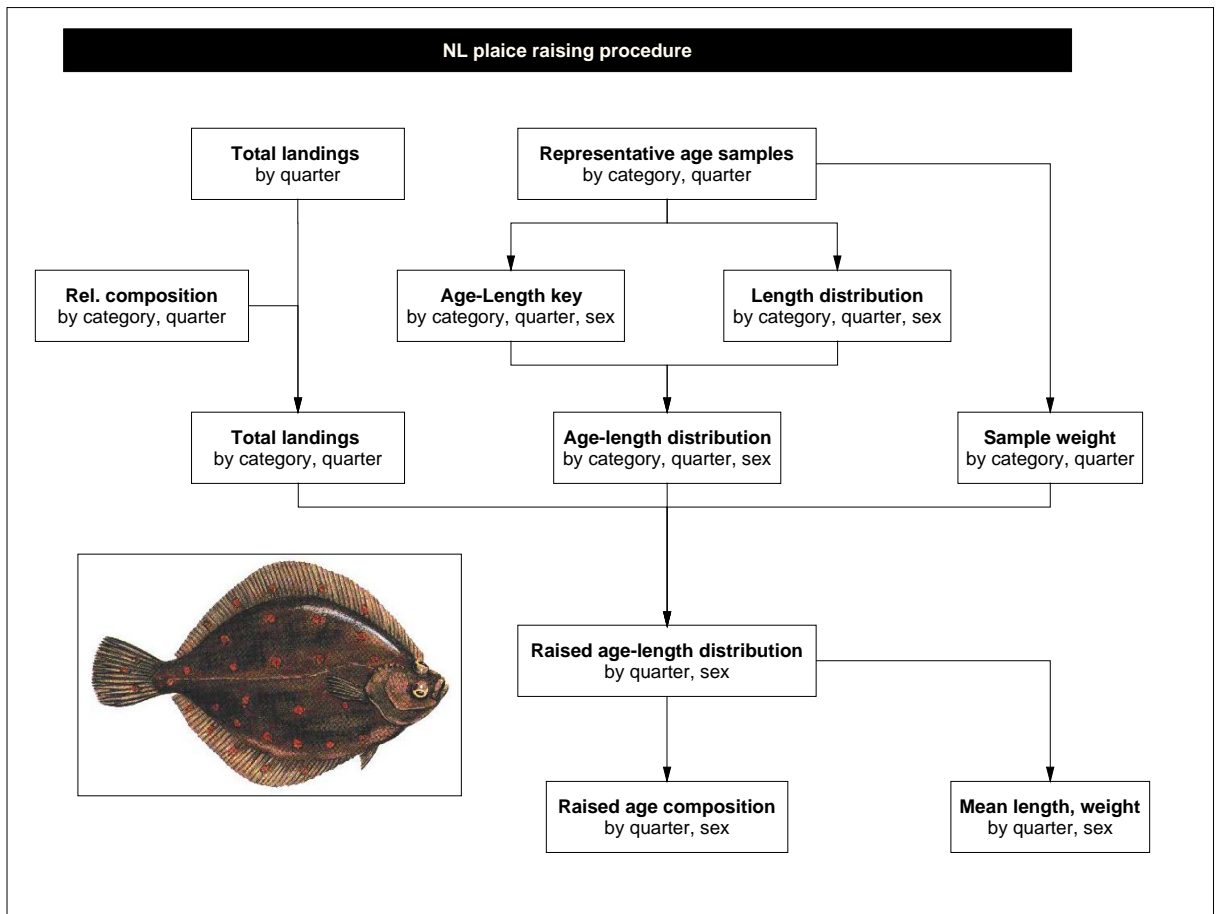 NL plaice raising procedure
Total landings
by quarter
Representative age samples
by category, quarter
Rel. composition
by category, quarter
Age-Length key
by category, quarter, sex
Length distribution
by category, quarter, sex
Total landings
by category, quarter
Age-length distribution
by category, quarter, sex
Sample weight
by category, quarter
Raised age-length distribution
by quarter, sex
Raised age composition
by quarter, sex
Mean length, weight
by quarter, sex